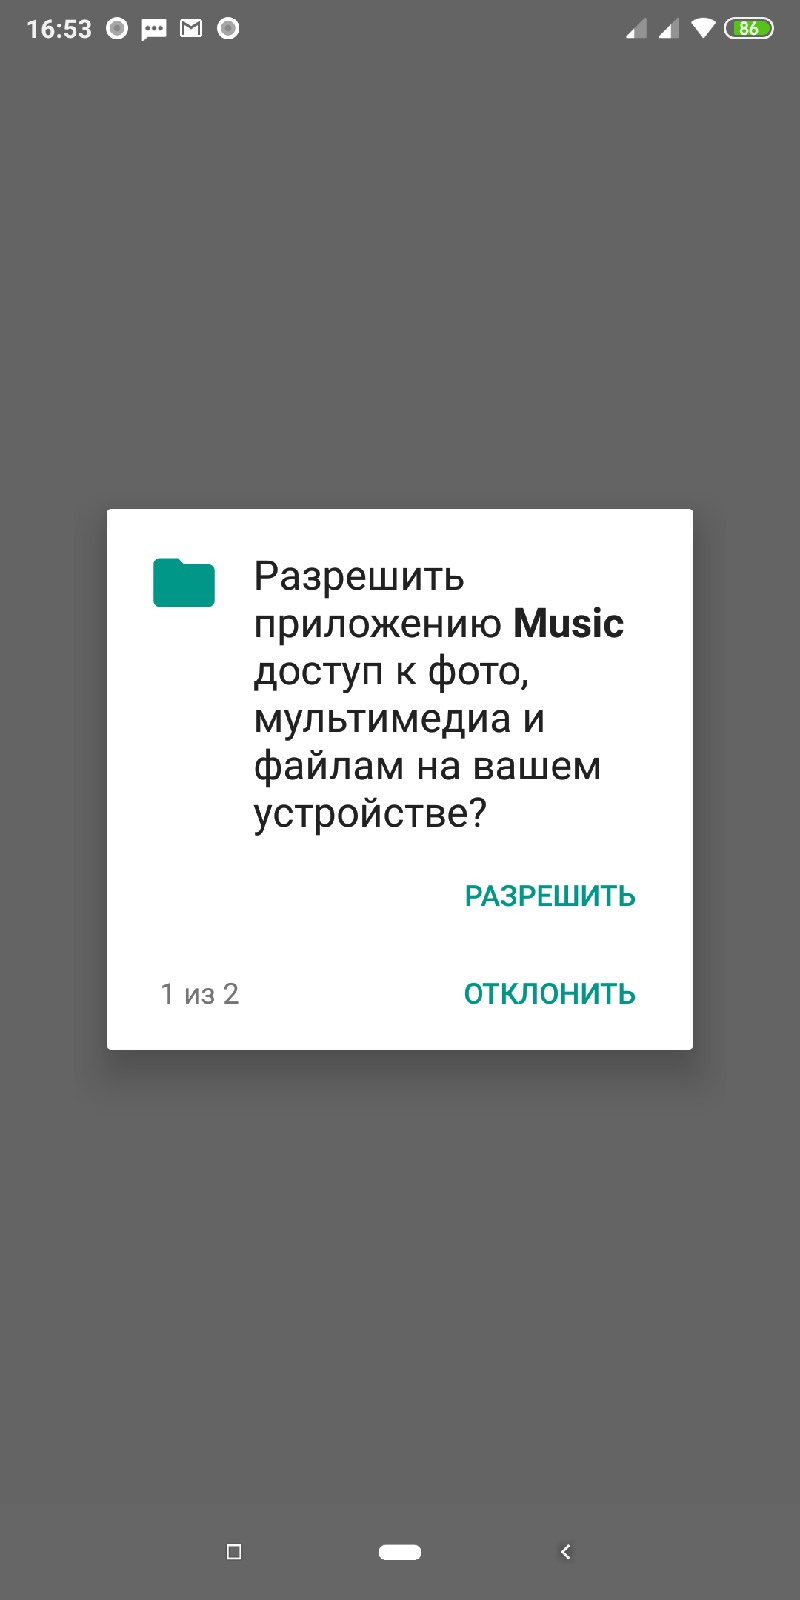 16:53
86
Разрешить
приложению Music
доступ к фото,
мультимедиа и
файлам на вашем
устройстве?
РАЗРЕШИТЬ
1 из 2
ОТКЛОНИТЬ